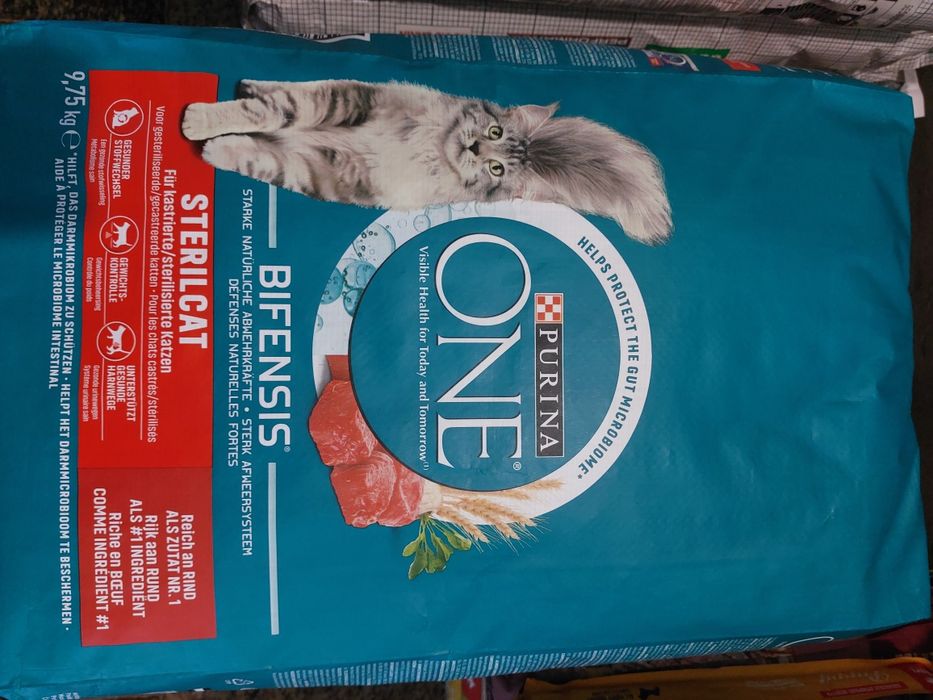 HELPS PROTECT THE GUT MICROBIOME*
PURINA
ONE®
Visible Health for Today and Tomorrow(1)
BIFENSIS®
STARKE NATÜRLICHE ABWEHRKRÄFTE • STERK AFWEERSYSTEEM
DÉFENSES NATURELLES FORTES
STERILCAT
Für kastrierte/sterilisierte Katzen
Voor gesteriliseerde/gecastreerde katten • Pour les chats castrés/stérilisés
GESUNDER
STOFFWECHSEL
Een gezonde stofwisseling
Métabolisme sain
GEWICHTS-
KONTROLLE
Gewichtsbeheersing
Contrôle du poids
UNTERSTÜTZT
GESUNDE
HARNWEGE
Gezonde urinewegen
Système urinaire sain
Reich an RIND
ALS ZUTAT NR. 1
Rijk aan RUND
ALS #1 INGREDIËNT
Riche en BŒUF
COMME INGRÉDIENT #1
9,75 kg e
*HILFT, DAS DARMMIKROBIOM ZU SCHÜTZEN • HELPT HET DARMMICROBIOOM TE BESCHERMEN •
AIDE À PROTÉGER LE MICROBIOME INTESTINAL